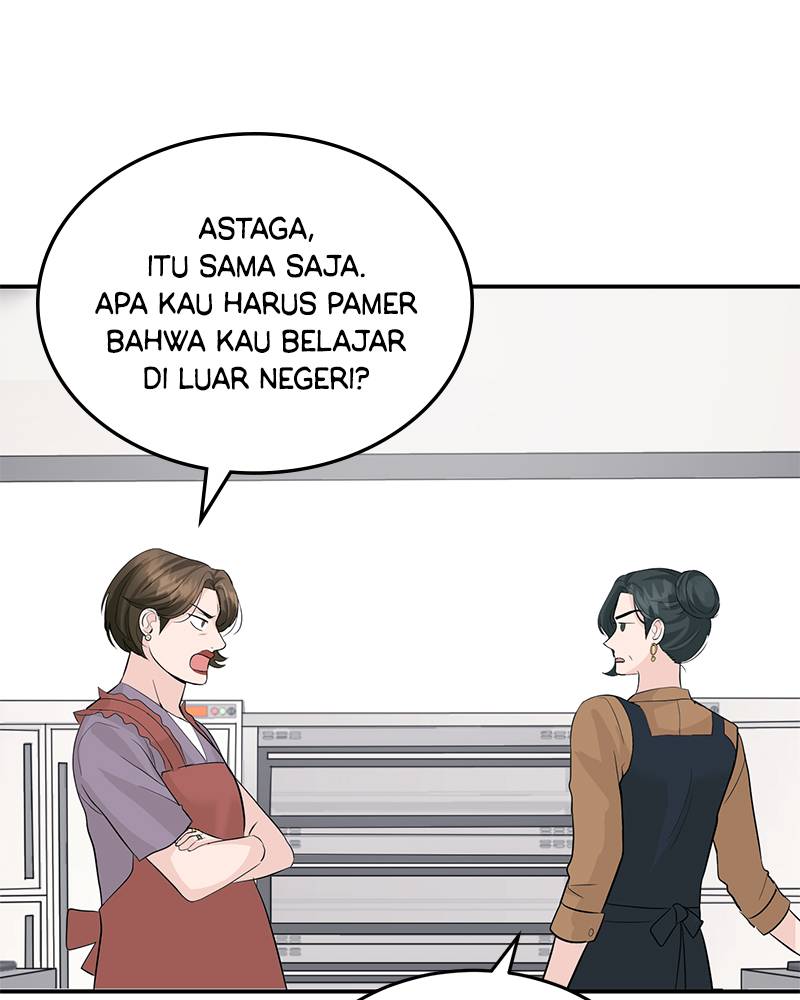 ASTAGA,
ITU SAMA SAJA.
APA KAU HARUS PAMER
BAHWA KAU BELAJAR
DI LUAR NEGERI?